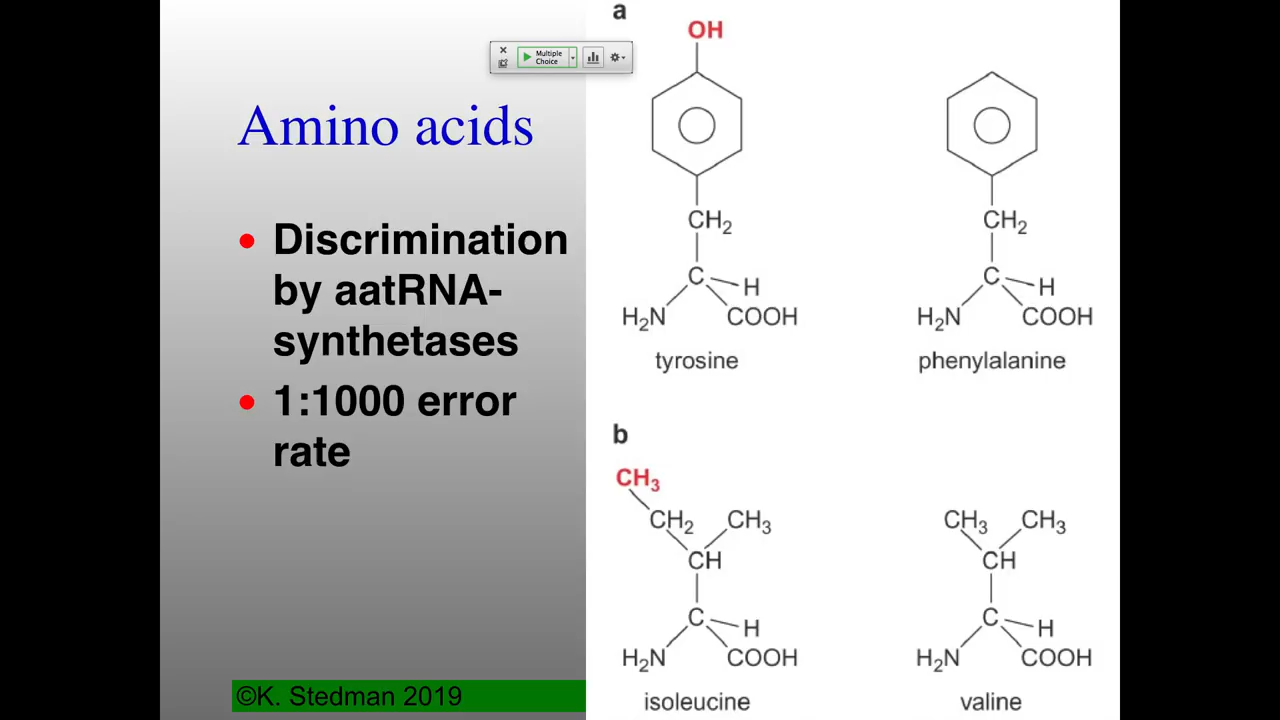 Amino acids
Discrimination
by aatRNA-
synthetases
1:1000 error
rate
©K. Stedman 2019
Multiple
Choice
a
OH
CH2
C
H
H2N
COOH
tyrosine
CH2
C
H
H2N
COOH
phenylalanine
b
CH3
CH2 CH3
CH
C
H
H2N
COOH
isoleucine
CH3 CH3
CH
C
H
H2N
COOH
valine